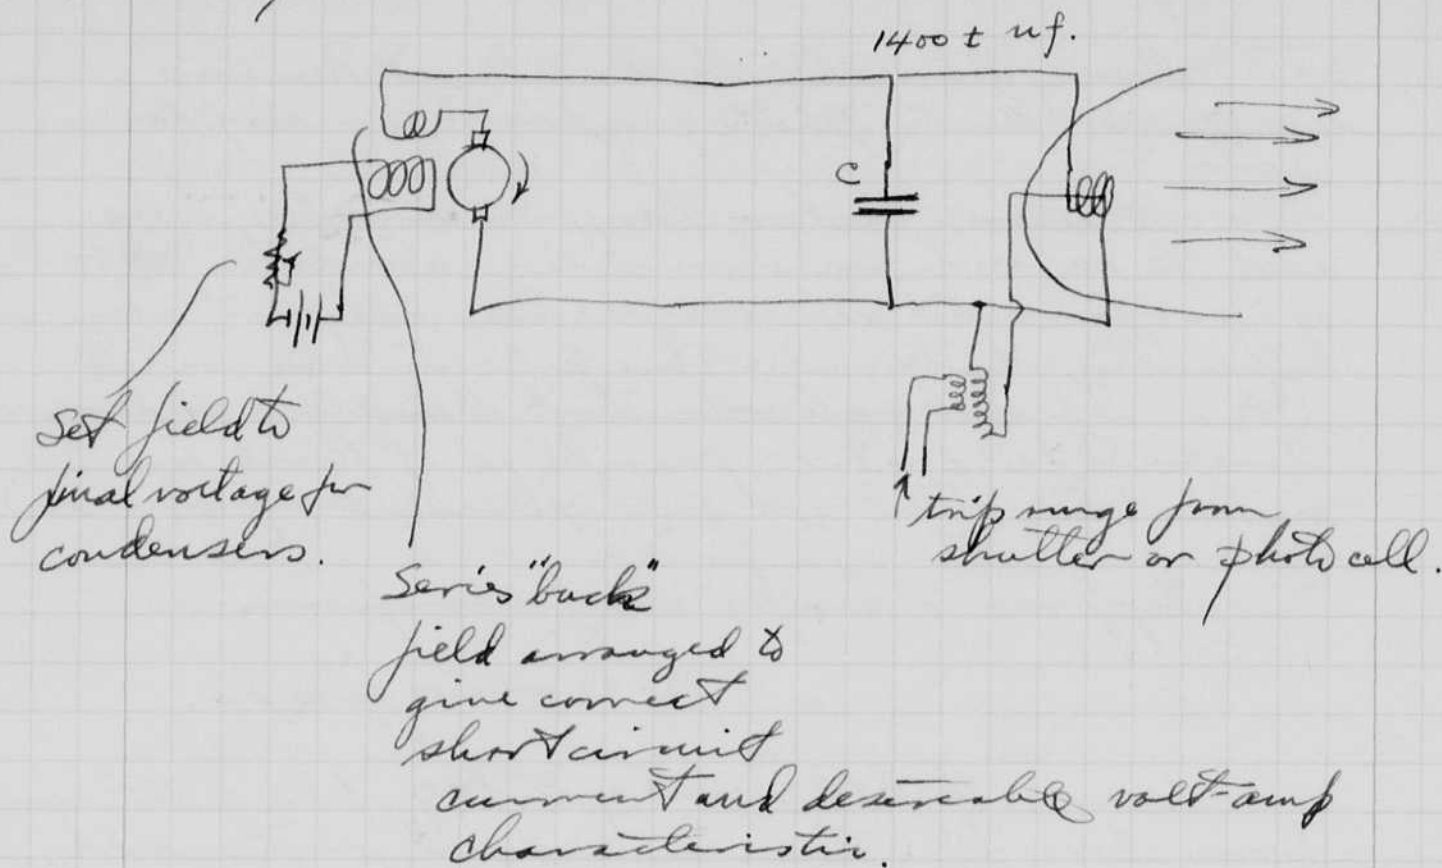 1400 ± uf.
C
Set field to
final voltage for
condensers.
trip surge from
shutter or photo cell.
Series "back"
field arranged to
give correct
short circuit
current and desireable volt-amp
characteristic.